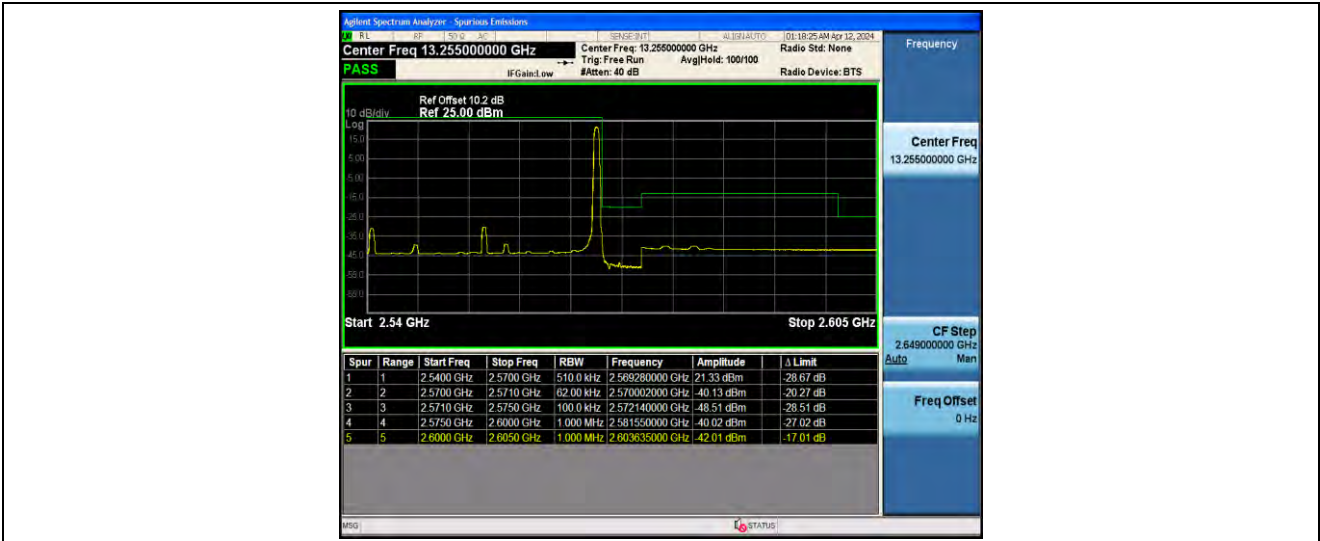 Agilent Spectrum Analyzer - Spurious Emissions
RL RF 50 Ω AC SENSE:INT ALIGNAUTO 01:18:25 AM Apr 12, 2024
Center Freq 13.255000000 GHz
Center Freq: 13.255000000 GHz
Radio Std: None
Trig: Free Run Avg|Hold: 100/100
PASS
IFGain:Low
#Atten: 40 dB
Radio Device: BTS
Ref Offset 10.2 dB
10 dB/div Ref 25.00 dBm
Log
15.0
5.00
-5.00
-15.0
-25.0
-35.0
-45.0
-55.0
-65.0
Start 2.54 GHz Stop 2.605 GHz
Spur Range Start Freq Stop Freq RBW Frequency Amplitude Δ Limit
1 1 2.5400 GHz 2.5700 GHz 510.0 kHz 2.569280000 GHz 21.33 dBm -28.67 dB
2 2 2.5700 GHz 2.5710 GHz 62.00 kHz 2.570002000 GHz -40.13 dBm -20.27 dB
3 3 2.5710 GHz 2.5750 GHz 100.0 kHz 2.572140000 GHz -48.51 dBm -28.51 dB
4 4 2.5750 GHz 2.6000 GHz 1.000 MHz 2.581550000 GHz -40.02 dBm -27.02 dB
5 5 2.6000 GHz 2.6050 GHz 1.000 MHz 2.603635000 GHz -42.01 dBm -17.01 dB
MSG STATUS
Frequency
Center Freq
13.255000000 GHz
CF Step
2.649000000 GHz
Auto Man
Freq Offset
0 Hz